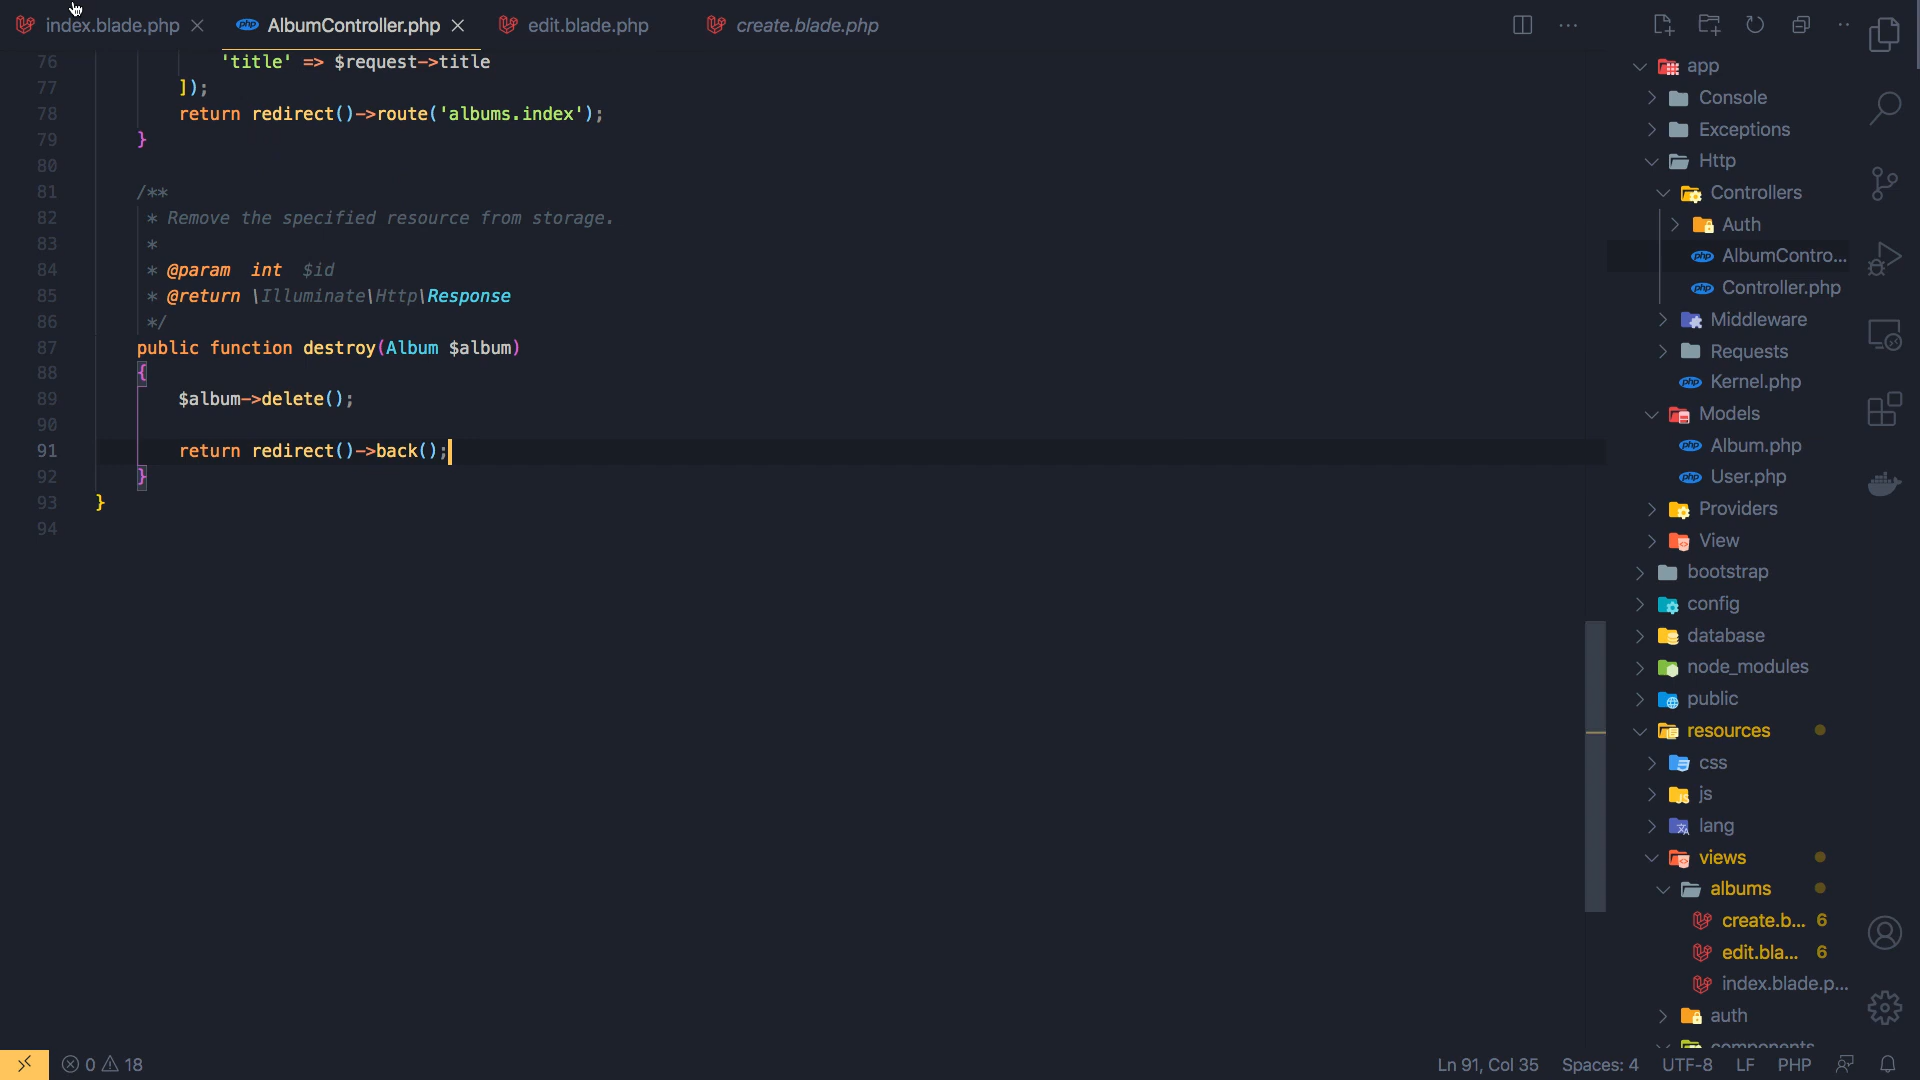 index.blade.php
AlbumController.php
edit.blade.php
create.blade.php
76 'title' => $request->title
77 ]);
78 return redirect()->route('albums.index');
79 }
80
81 /**
82 * Remove the specified resource from storage.
83 *
84 * @param  int  $id
85 * @return \Illuminate\Http\Response
86 */
87 public function destroy(Album $album)
88 {
89 $album->delete();
90
91 return redirect()->back();
92 }
93 }
94
app
Console
Exceptions
Http
Controllers
Auth
AlbumContro...
Controller.php
Middleware
Requests
Kernel.php
Models
Album.php
User.php
Providers
View
bootstrap
config
database
node_modules
public
resources
css
js
lang
views
albums
create.b... 6
edit.bla... 6
index.blade.p...
auth
components
0 18
Ln 91, Col 35 Spaces: 4 UTF-8 LF PHP